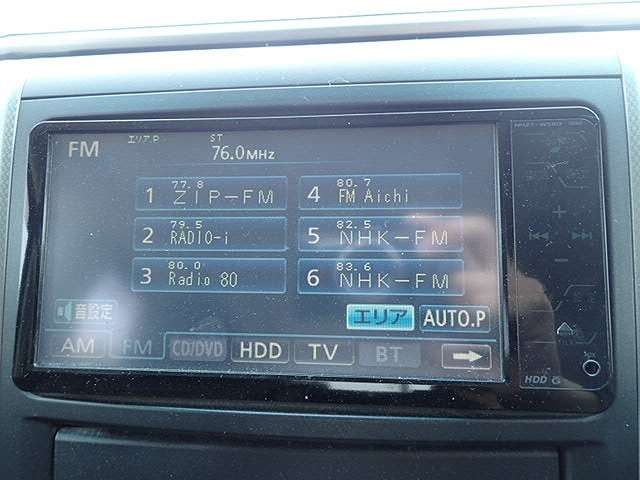 FM
エリアP
ST
76.0MHz
1 77.8 ZIP-FM
4 80.7 FM Aichi
2 79.5 RADIO-i
5 82.5 NHK-FM
3 80.0 Radio 80
6 83.6 NHK-FM
音設定
エリア
AUTO.P
AM
FM
CD/DVD
HDD
TV
BT
HDD